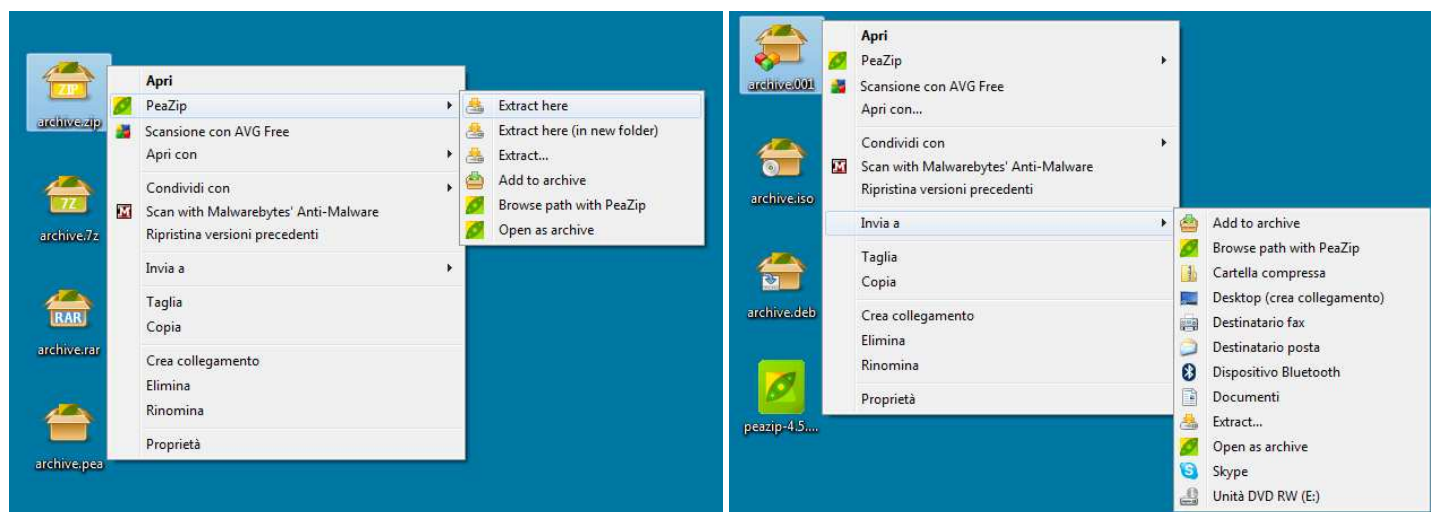 ZIP
archive.zip
7Z
archive.7z
RAR
archive.rar
archive.pea
Apri
PeaZip
Scansione con AVG Free
Apri con
Condividi con
Scan with Malwarebytes' Anti-Malware
Ripristina versioni precedenti
Invia a
Taglia
Copia
Crea collegamento
Elimina
Rinomina
Proprietà
Extract here
Extract here (in new folder)
Extract...
Add to archive
Browse path with PeaZip
Open as archive
archive.001
archive.iso
archive.deb
peazip-4.5....
Apri
PeaZip
Scansione con AVG Free
Apri con...
Condividi con
Scan with Malwarebytes' Anti-Malware
Ripristina versioni precedenti
Invia a
Taglia
Copia
Crea collegamento
Elimina
Rinomina
Proprietà
Add to archive
Browse path with PeaZip
Cartella compressa
Desktop (crea collegamento)
Destinatario fax
Destinatario posta
Dispositivo Bluetooth
Documenti
Extract...
Open as archive
Skype
Unità DVD RW (E:)